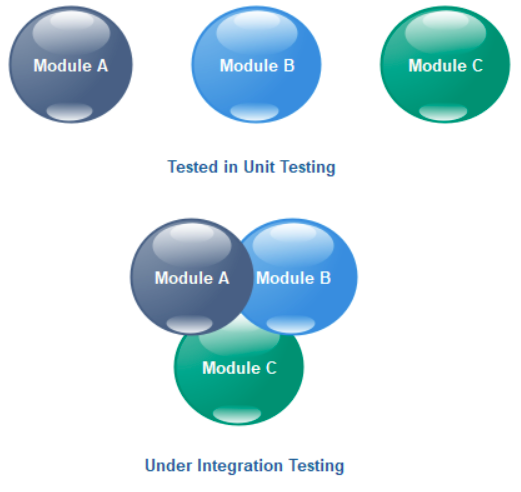 Module A Module B Module C
Tested in Unit Testing
Module A Module B
Module C
Under Integration Testing